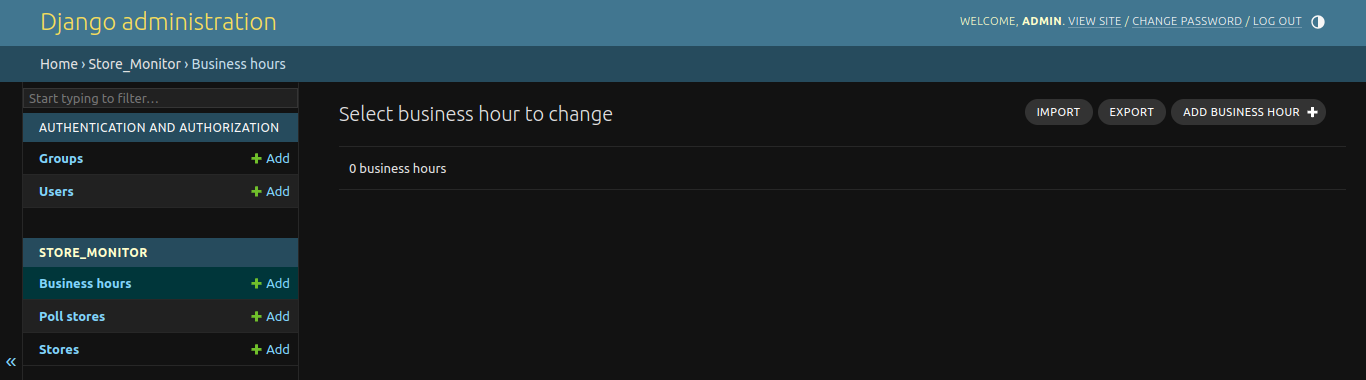 Django administration
WELCOME, ADMIN. VIEW SITE / CHANGE PASSWORD / LOG OUT
Home › Store_Monitor › Business hours
Start typing to filter…
AUTHENTICATION AND AUTHORIZATION
Groups + Add
Users + Add
STORE_MONITOR
Business hours + Add
Poll stores + Add
Stores + Add
«
Select business hour to change
IMPORT
EXPORT
ADD BUSINESS HOUR +
0 business hours